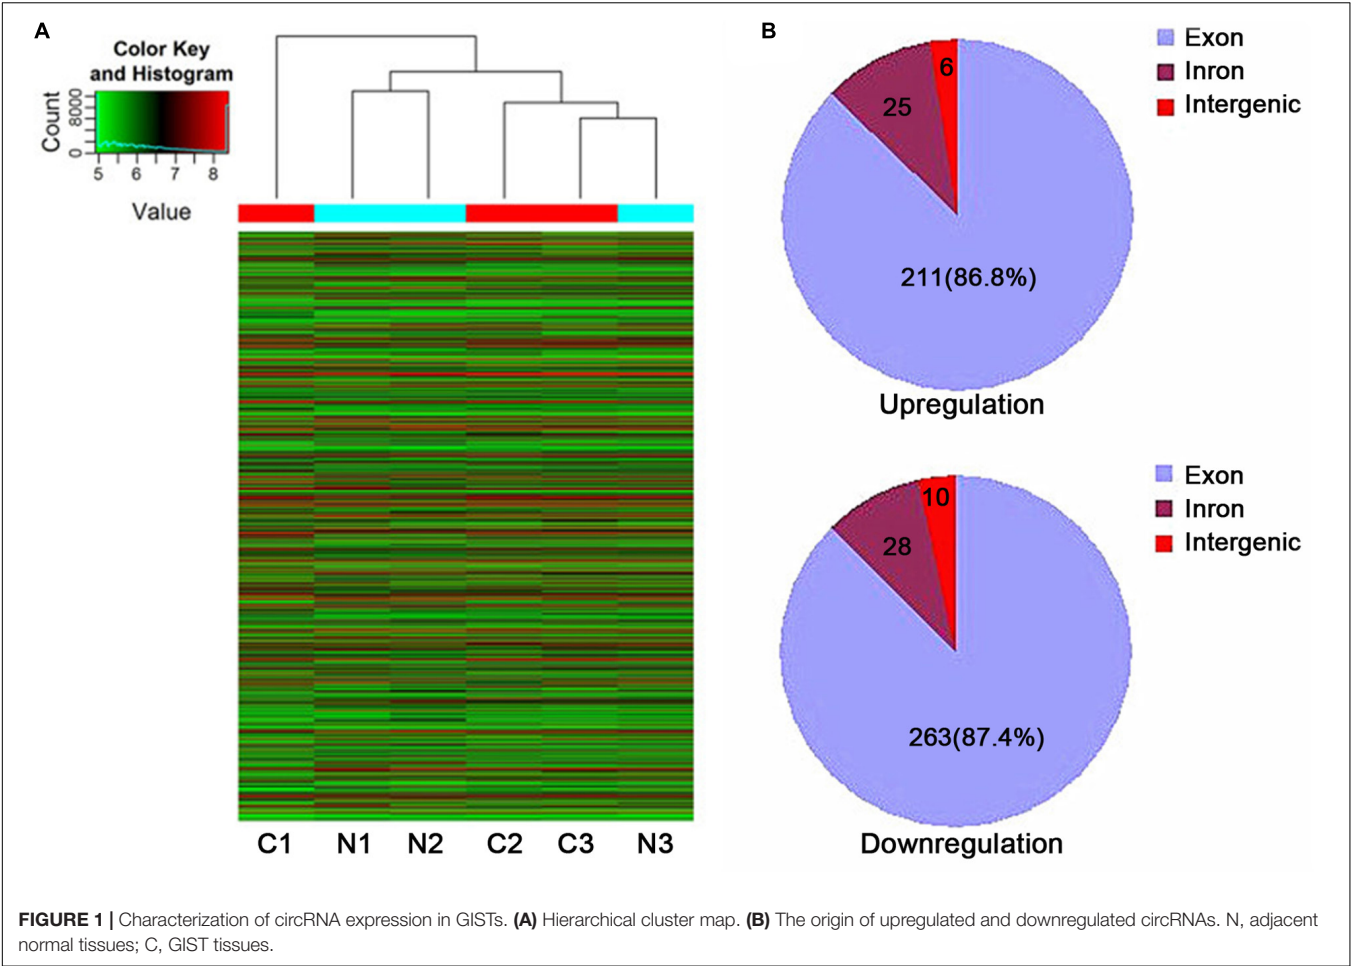 A
Color Key
and Histogram
Count
0
8000
5 6 7 8
Value
C1 N1 N2 C2 C3 N3
B
Exon
Inron
Intergenic
6
25
211(86.8%)
Upregulation
Exon
Inron
Intergenic
10
28
263(87.4%)
Downregulation
FIGURE 1 | Characterization of circRNA expression in GISTs. (A) Hierarchical cluster map. (B) The origin of upregulated and downregulated circRNAs. N, adjacent
normal tissues; C, GIST tissues.